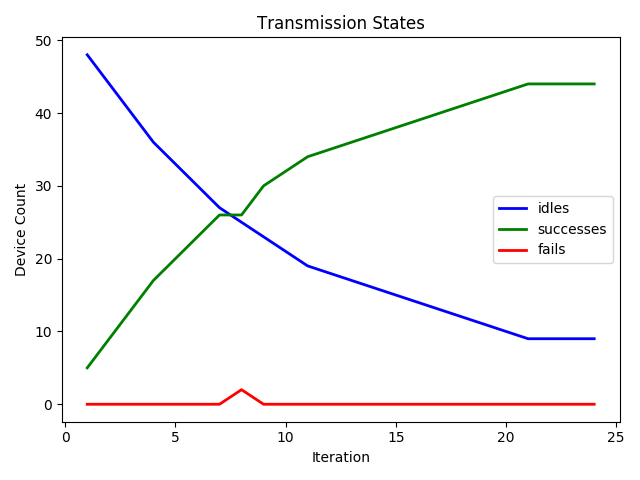 Transmission States
50
40
30
20
10
0
Device Count
idles
successes
fails
0 5 10 15 20 25
Iteration